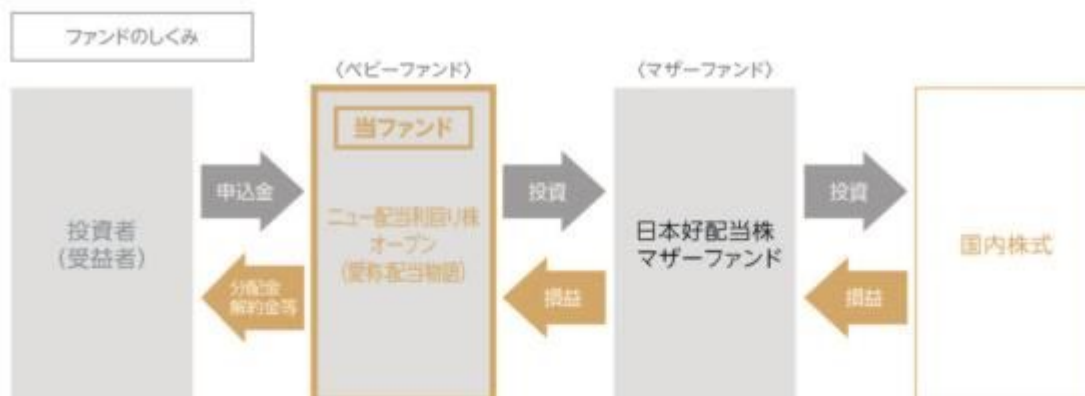 ファンドのしくみ
〈ベビーファンド〉
〈マザーファンド〉
投資者
(受益者)
申込金
分配金
解約金等
当ファンド
ニュー配当利回り株
オープン
(愛称:配当物語)
投資
損益
日本好配当株
マザーファンド
投資
損益
国内株式